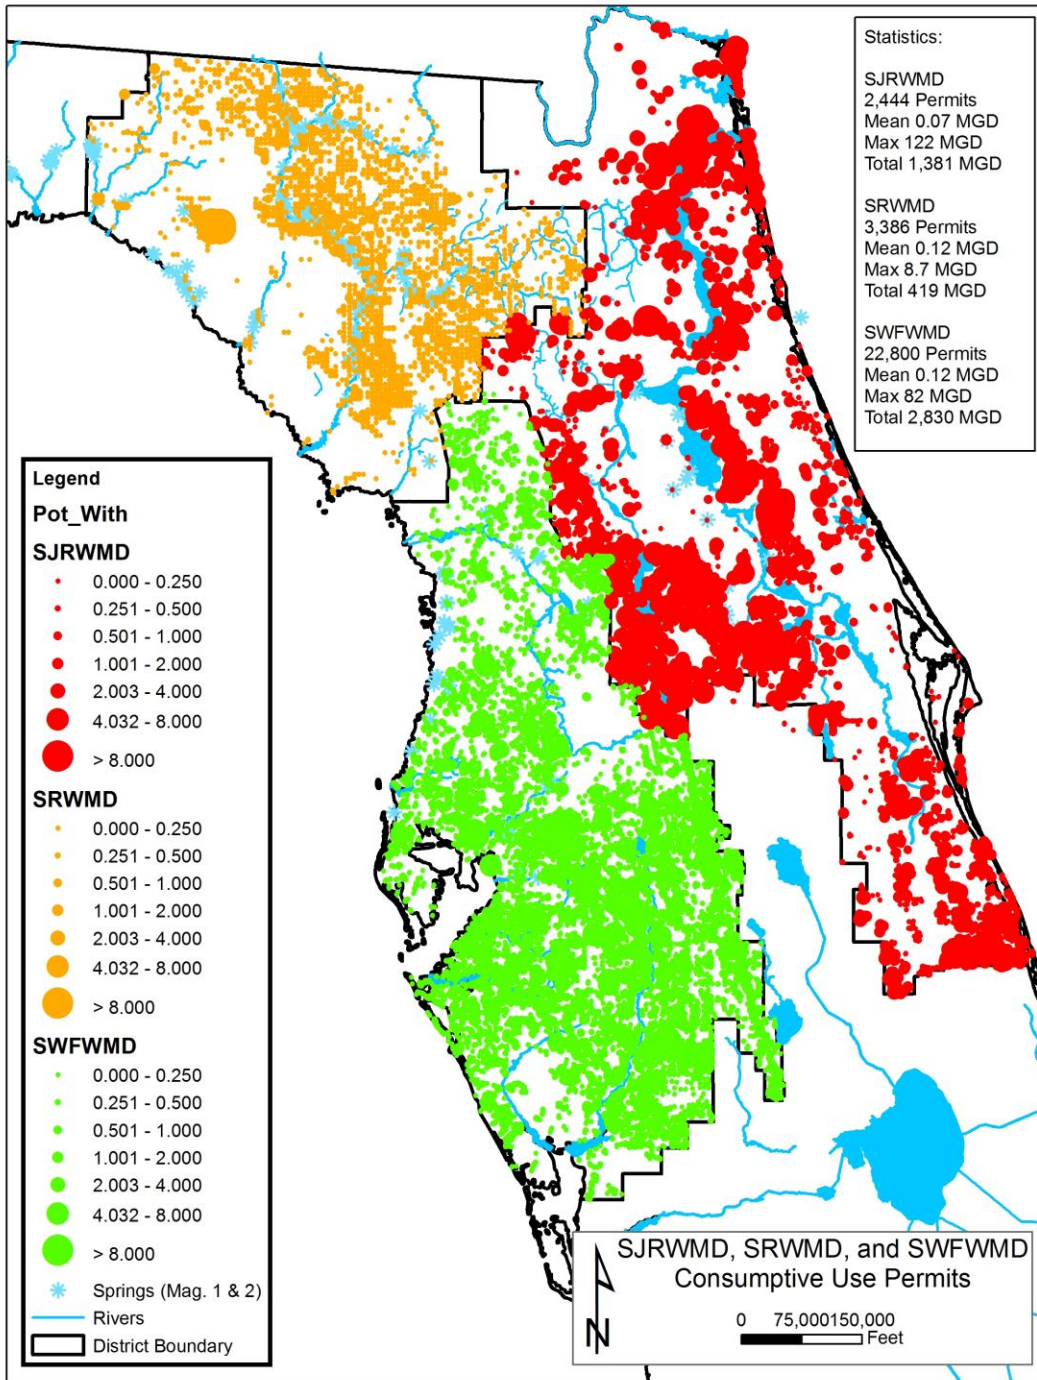 Statistics:
SJRWMD
2,444 Permits
Mean 0.07 MGD
Max 122 MGD
Total 1,381 MGD
SRWMD
3,386 Permits
Mean 0.12 MGD
Max 8.7 MGD
Total 419 MGD
SWFWMD
22,800 Permits
Mean 0.12 MGD
Max 82 MGD
Total 2,830 MGD
Legend
Pot_With
SJRWMD
0.000 - 0.250
0.251 - 0.500
0.501 - 1.000
1.001 - 2.000
2.003 - 4.000
4.032 - 8.000
> 8.000
SRWMD
0.000 - 0.250
0.251 - 0.500
0.501 - 1.000
1.001 - 2.000
2.003 - 4.000
4.032 - 8.000
> 8.000
SWFWMD
0.000 - 0.250
0.251 - 0.500
0.501 - 1.000
1.001 - 2.000
2.003 - 4.000
4.032 - 8.000
> 8.000
Springs (Mag. 1 & 2)
Rivers
District Boundary
SJRWMD, SRWMD, and SWFWMD
Consumptive Use Permits
0 75,000150,000
Feet
N